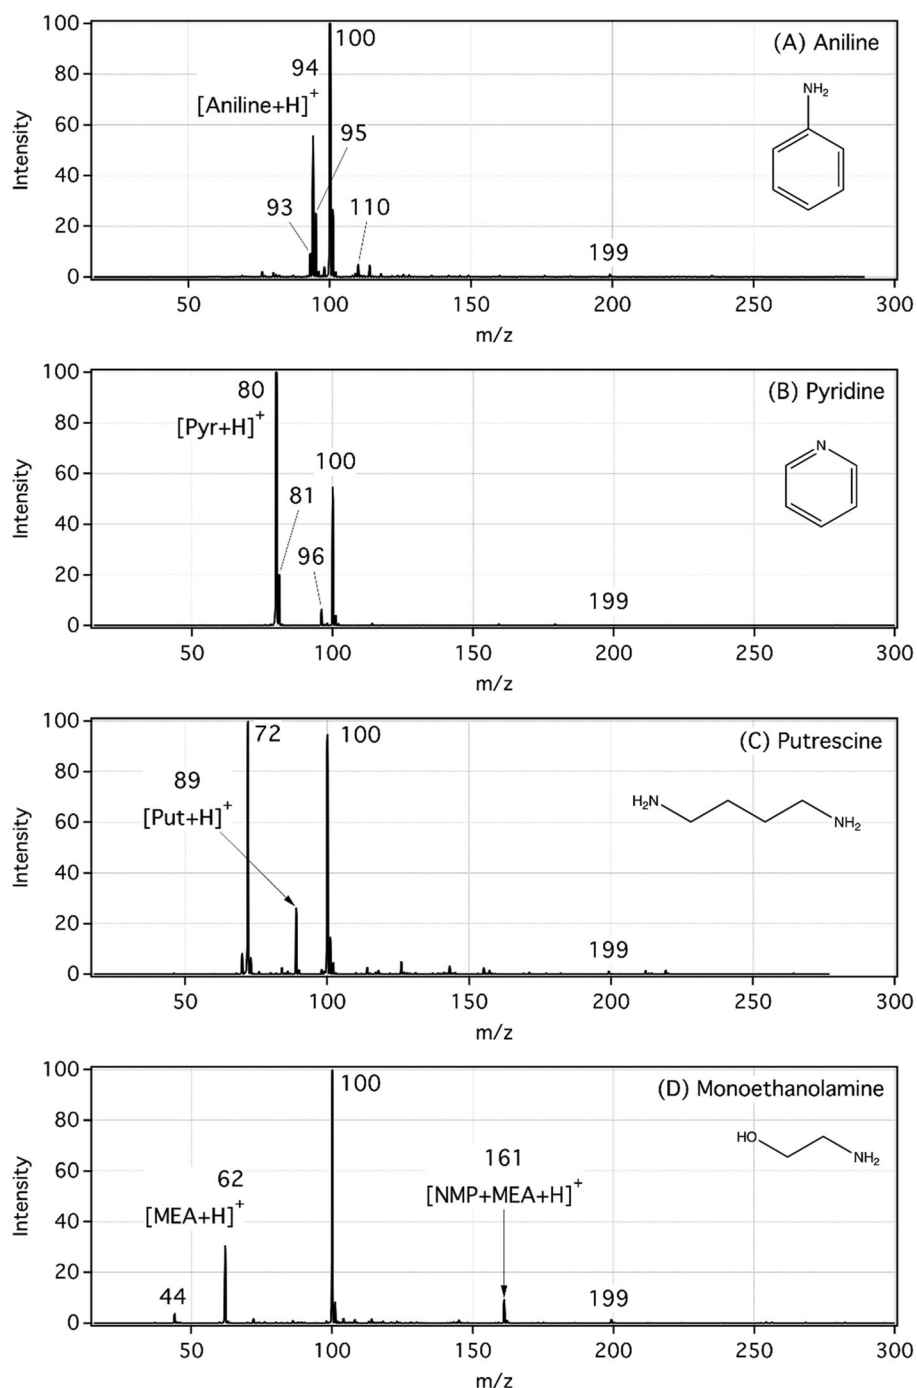 (A) Aniline
100
94
[Aniline+H]+
95
93
110
199
NH2
Intensity
100
80
60
40
20
0
50 100 150 200 250 300
m/z
(B) Pyridine
80
[Pyr+H]+
100
81
96
199
N
Intensity
100
80
60
40
20
0
50 100 150 200 250 300
m/z
(C) Putrescine
72
100
89
[Put+H]+
199
H2N
NH2
Intensity
100
80
60
40
20
0
50 100 150 200 250 300
m/z
(D) Monoethanolamine
100
62
[MEA+H]+
161
[NMP+MEA+H]+
44
199
HO
NH2
Intensity
100
80
60
40
20
0
50 100 150 200 250 300
m/z